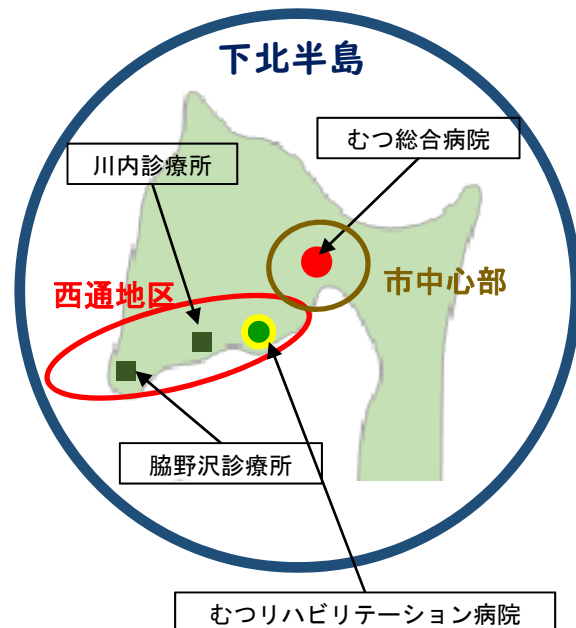 下北半島
むつ総合病院
川内診療所
西通地区
市中心部
脇野沢診療所
むつリハビリテーション病院